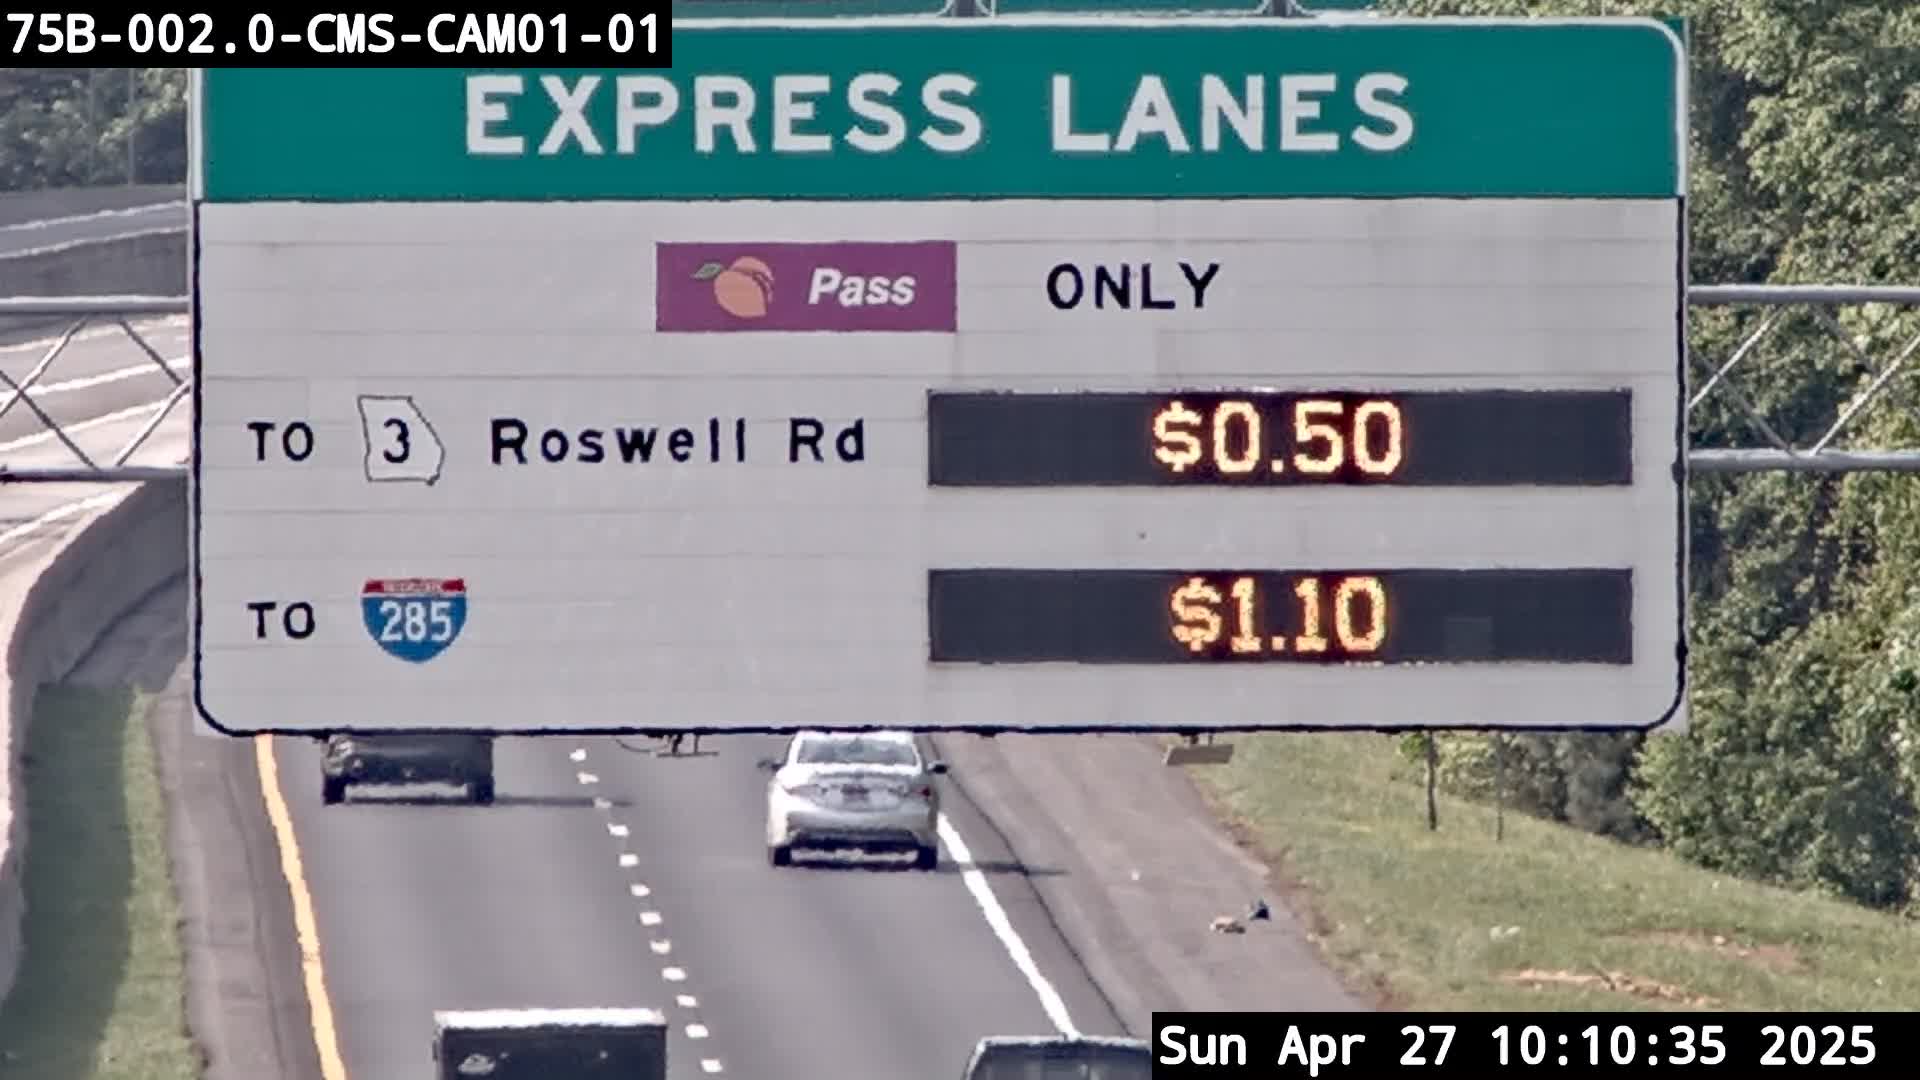 75B-002.0-CMS-CAM01-01
EXPRESS LANES
Pass ONLY
TO 3 Roswell Rd $0.50
TO 285 $1.10
Sun Apr 27 10:10:35 2025